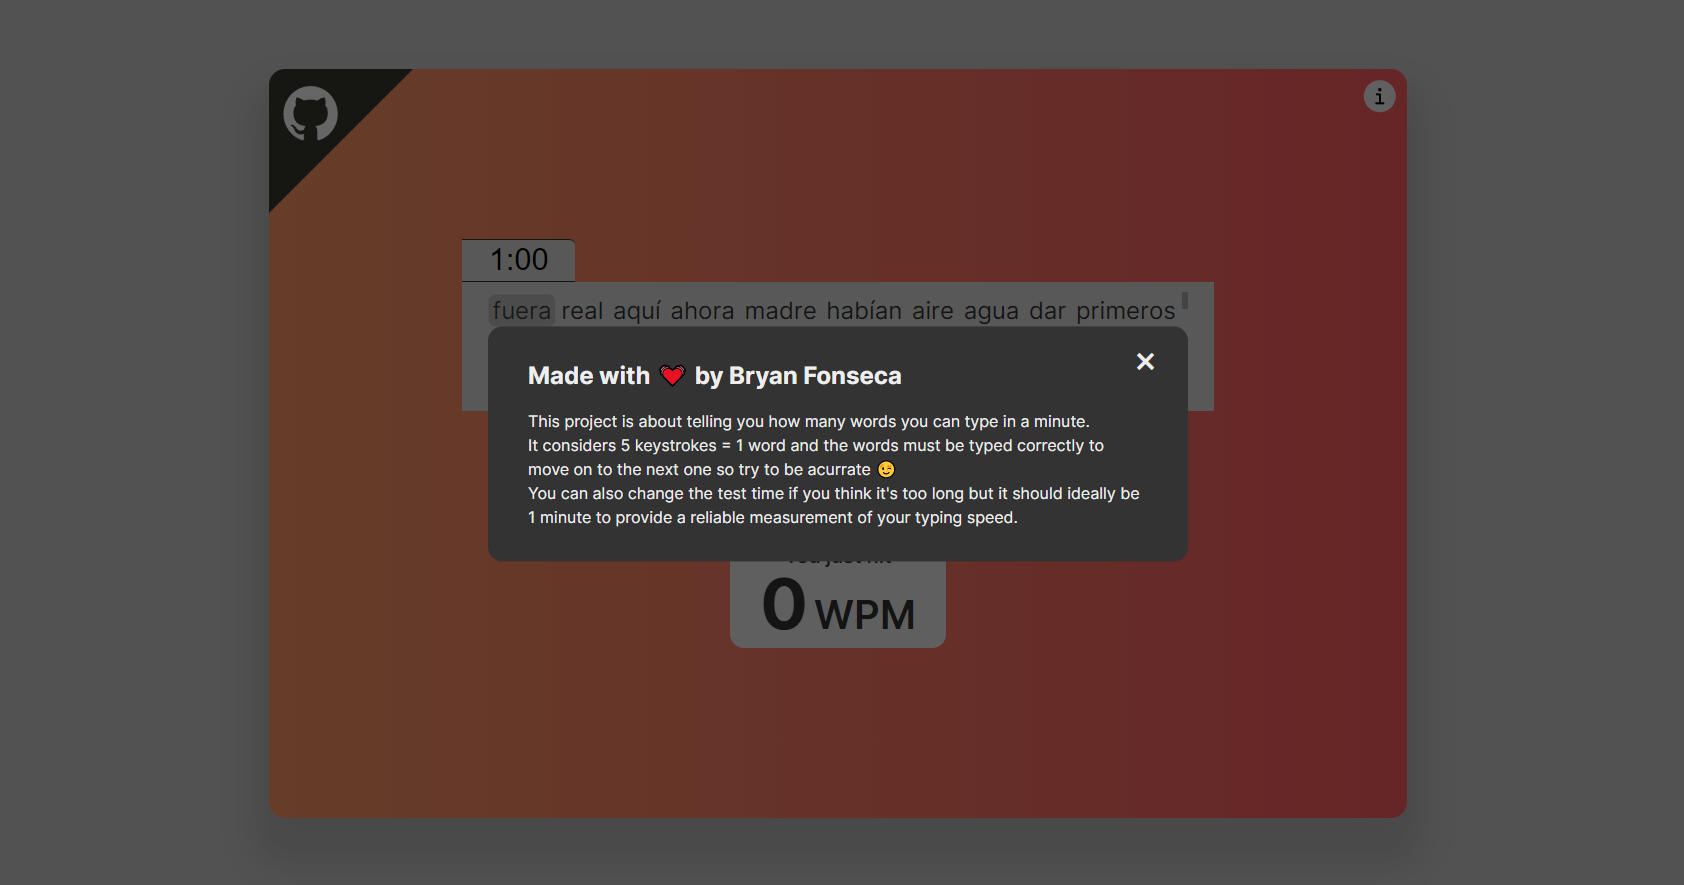 i
1:00
fuera real aquí ahora madre habían aire agua dar primeros
Made with 💓 by Bryan Fonseca
This project is about telling you how many words you can type in a minute.
It considers 5 keystrokes = 1 word and the words must be typed correctly to
move on to the next one so try to be acurrate 😉
You can also change the test time if you think it's too long but it should ideally be
1 minute to provide a reliable measurement of your typing speed.
You just hit
0 WPM